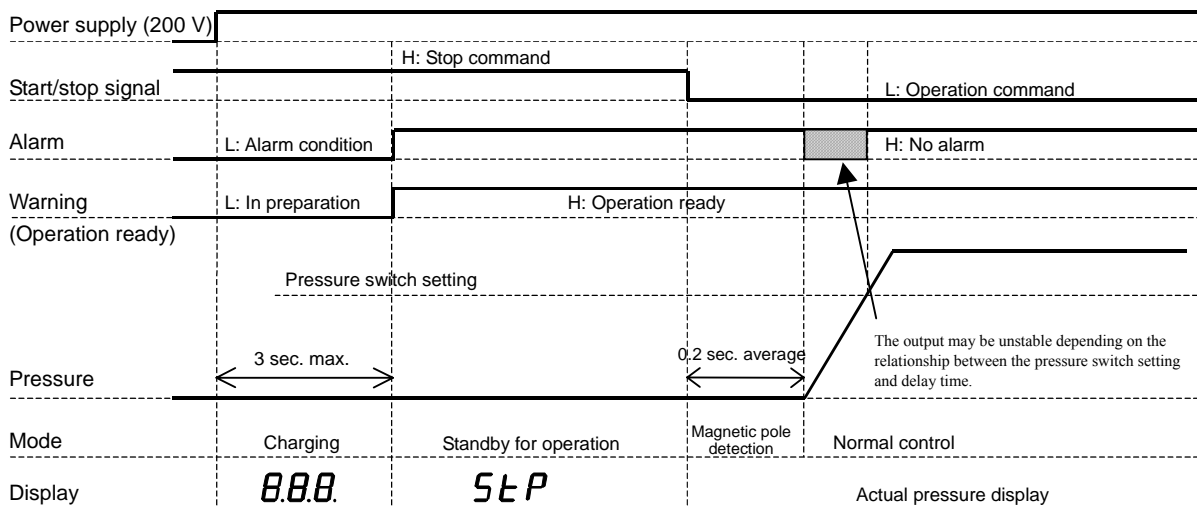 Power supply (200 V)
H: Stop command
Start/stop signal
L: Operation command
Alarm
L: Alarm condition
H: No alarm
Warning
L: In preparation
H: Operation ready
(Operation ready)
Pressure switch setting
The output may be unstable depending on the
relationship between the pressure switch setting
and delay time.
3 sec. max.
0.2 sec. average
Pressure
Mode
Charging
Standby for operation
Magnetic pole
detection
Normal control
Display
8.8.8.
StP
Actual pressure display